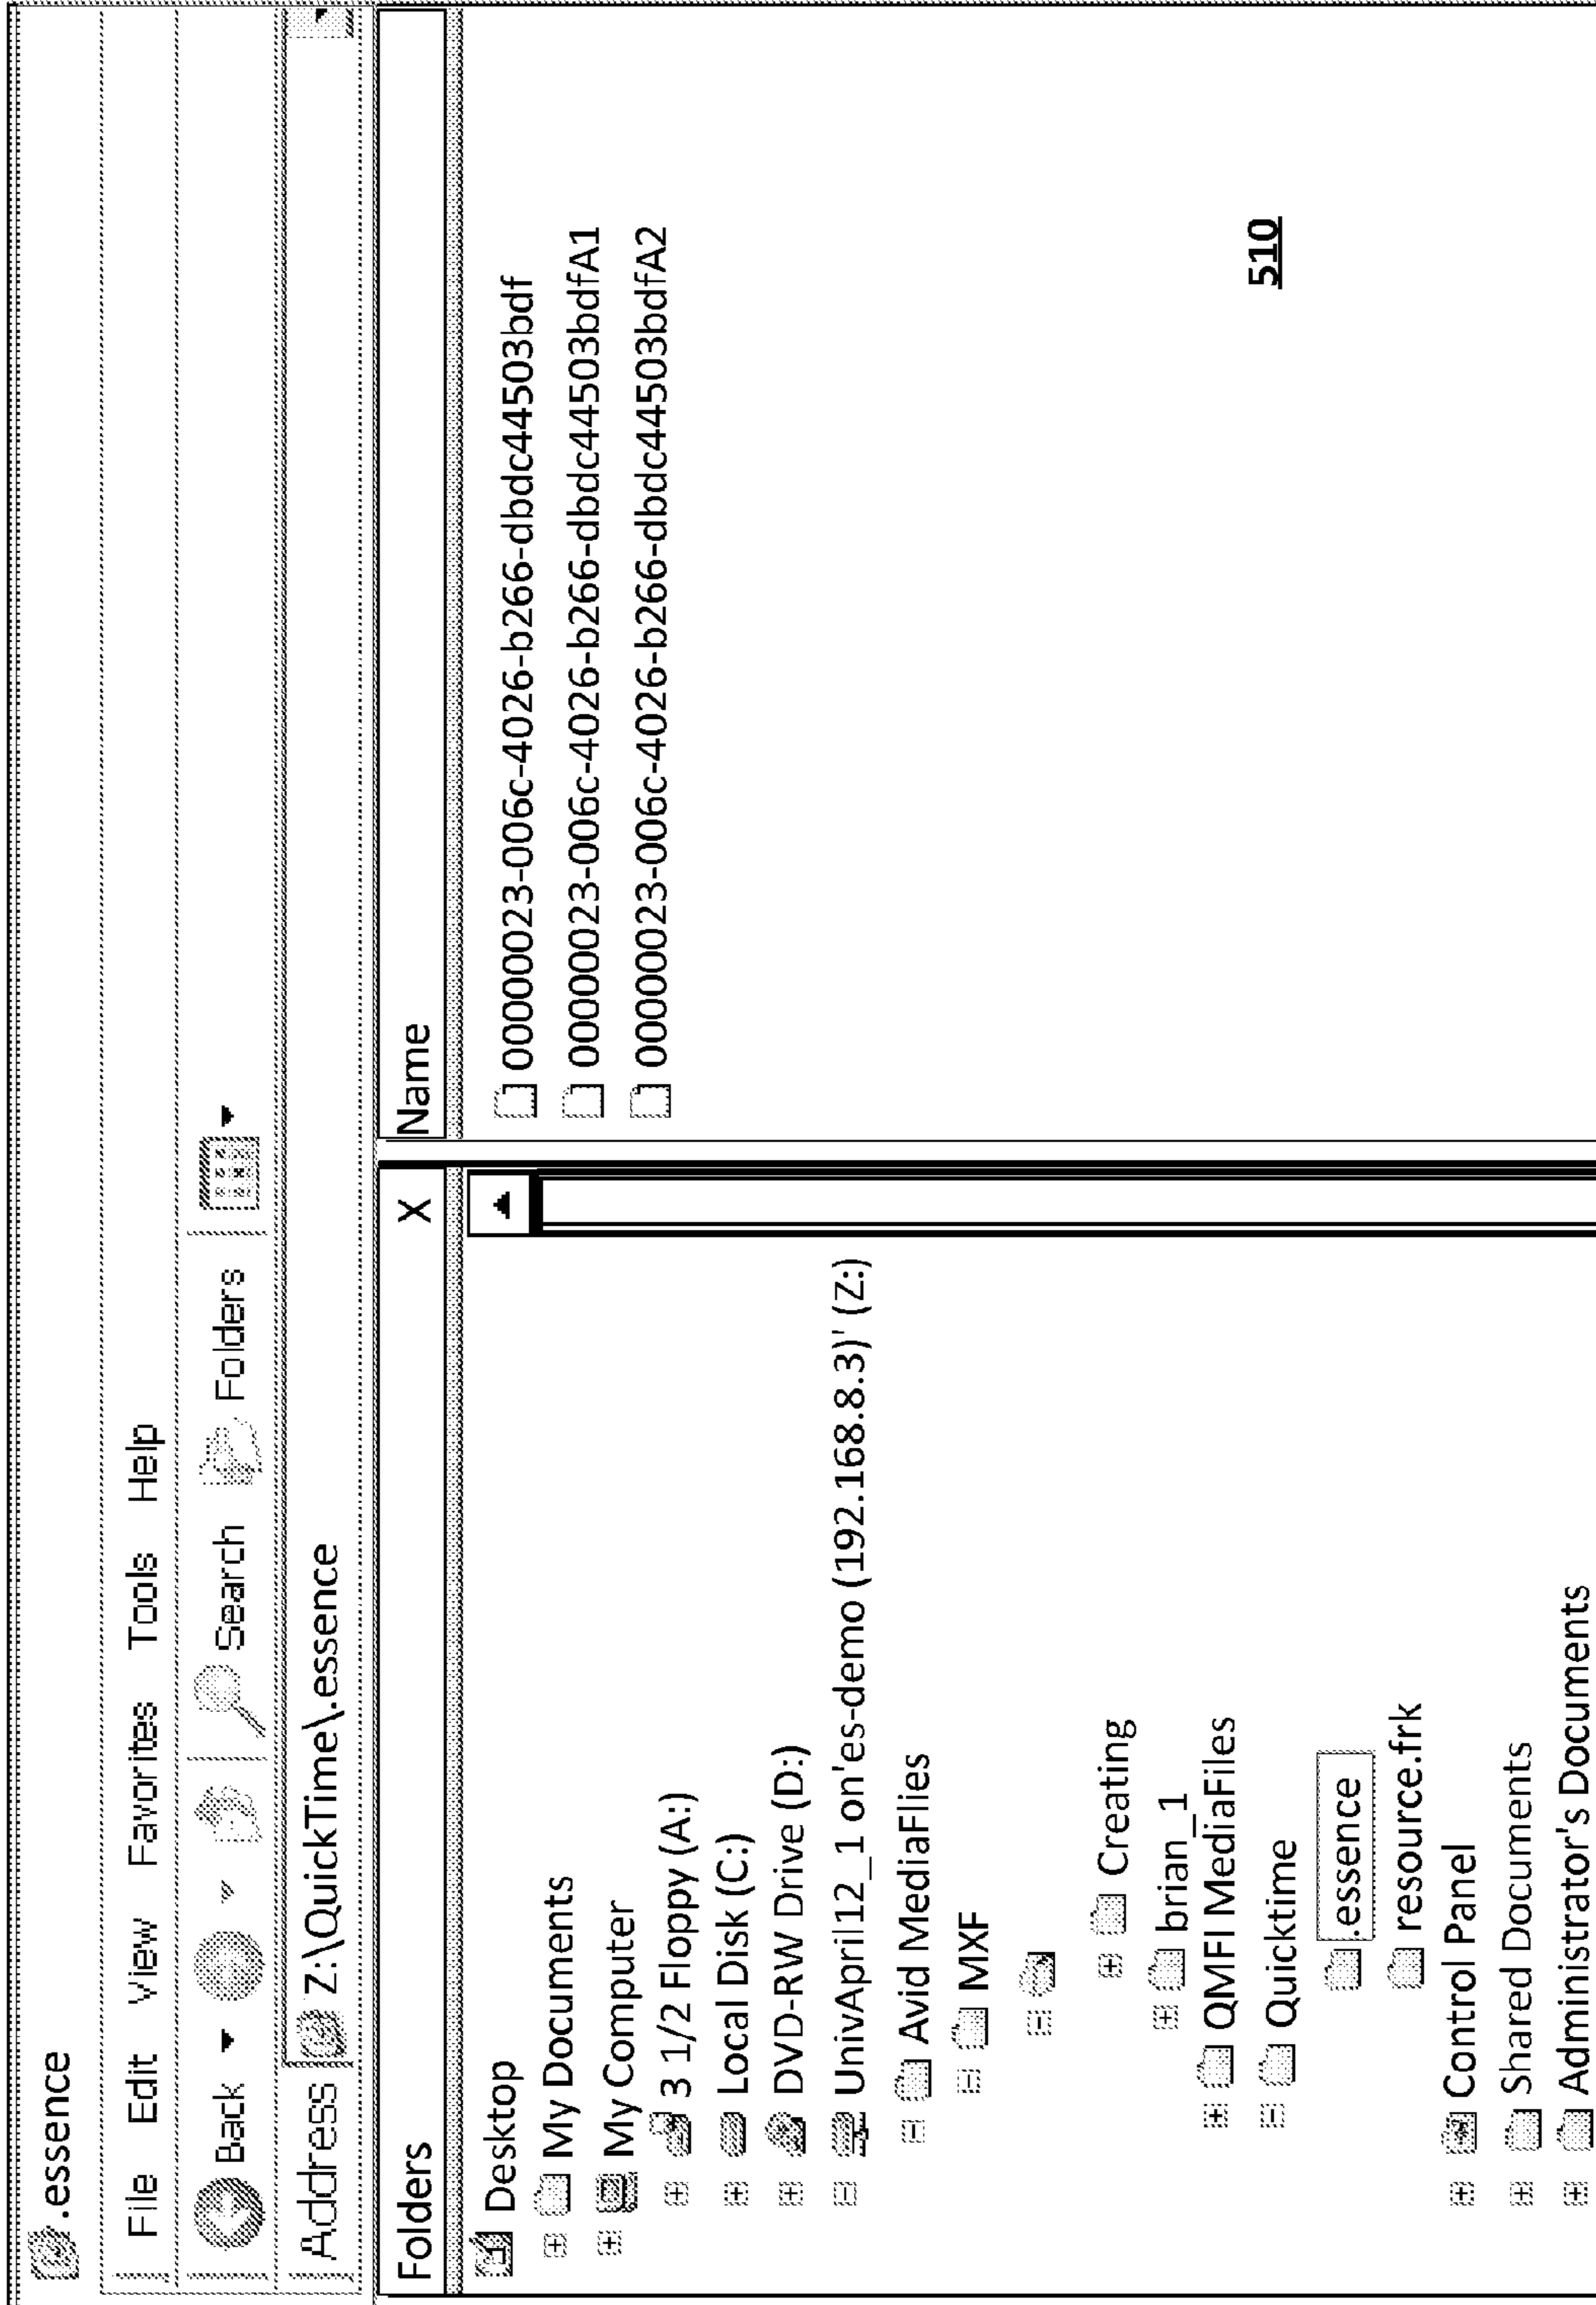 .essence
File Edit View Favorites Tools Help
Back Search Folders
Address Z:\QuickTime\.essence
Folders X
Name
Desktop
My Documents
My Computer
3 1/2 Floppy (A:)
Local Disk (C:)
DVD-RW Drive (D:)
UnivApril12_1 on'es-demo (192.168.8.3)' (Z:)
Avid MediaFlies
MXF
Creating
brian_1
QMFI MediaFiles
Quicktime
.essence
resource.frk
Control Panel
Shared Documents
Administrator's Documents
00000023-006c-4026-b266-dbdc44503bdf
00000023-006c-4026-b266-dbdc44503bdfA1
00000023-006c-4026-b266-dbdc44503bdfA2
510